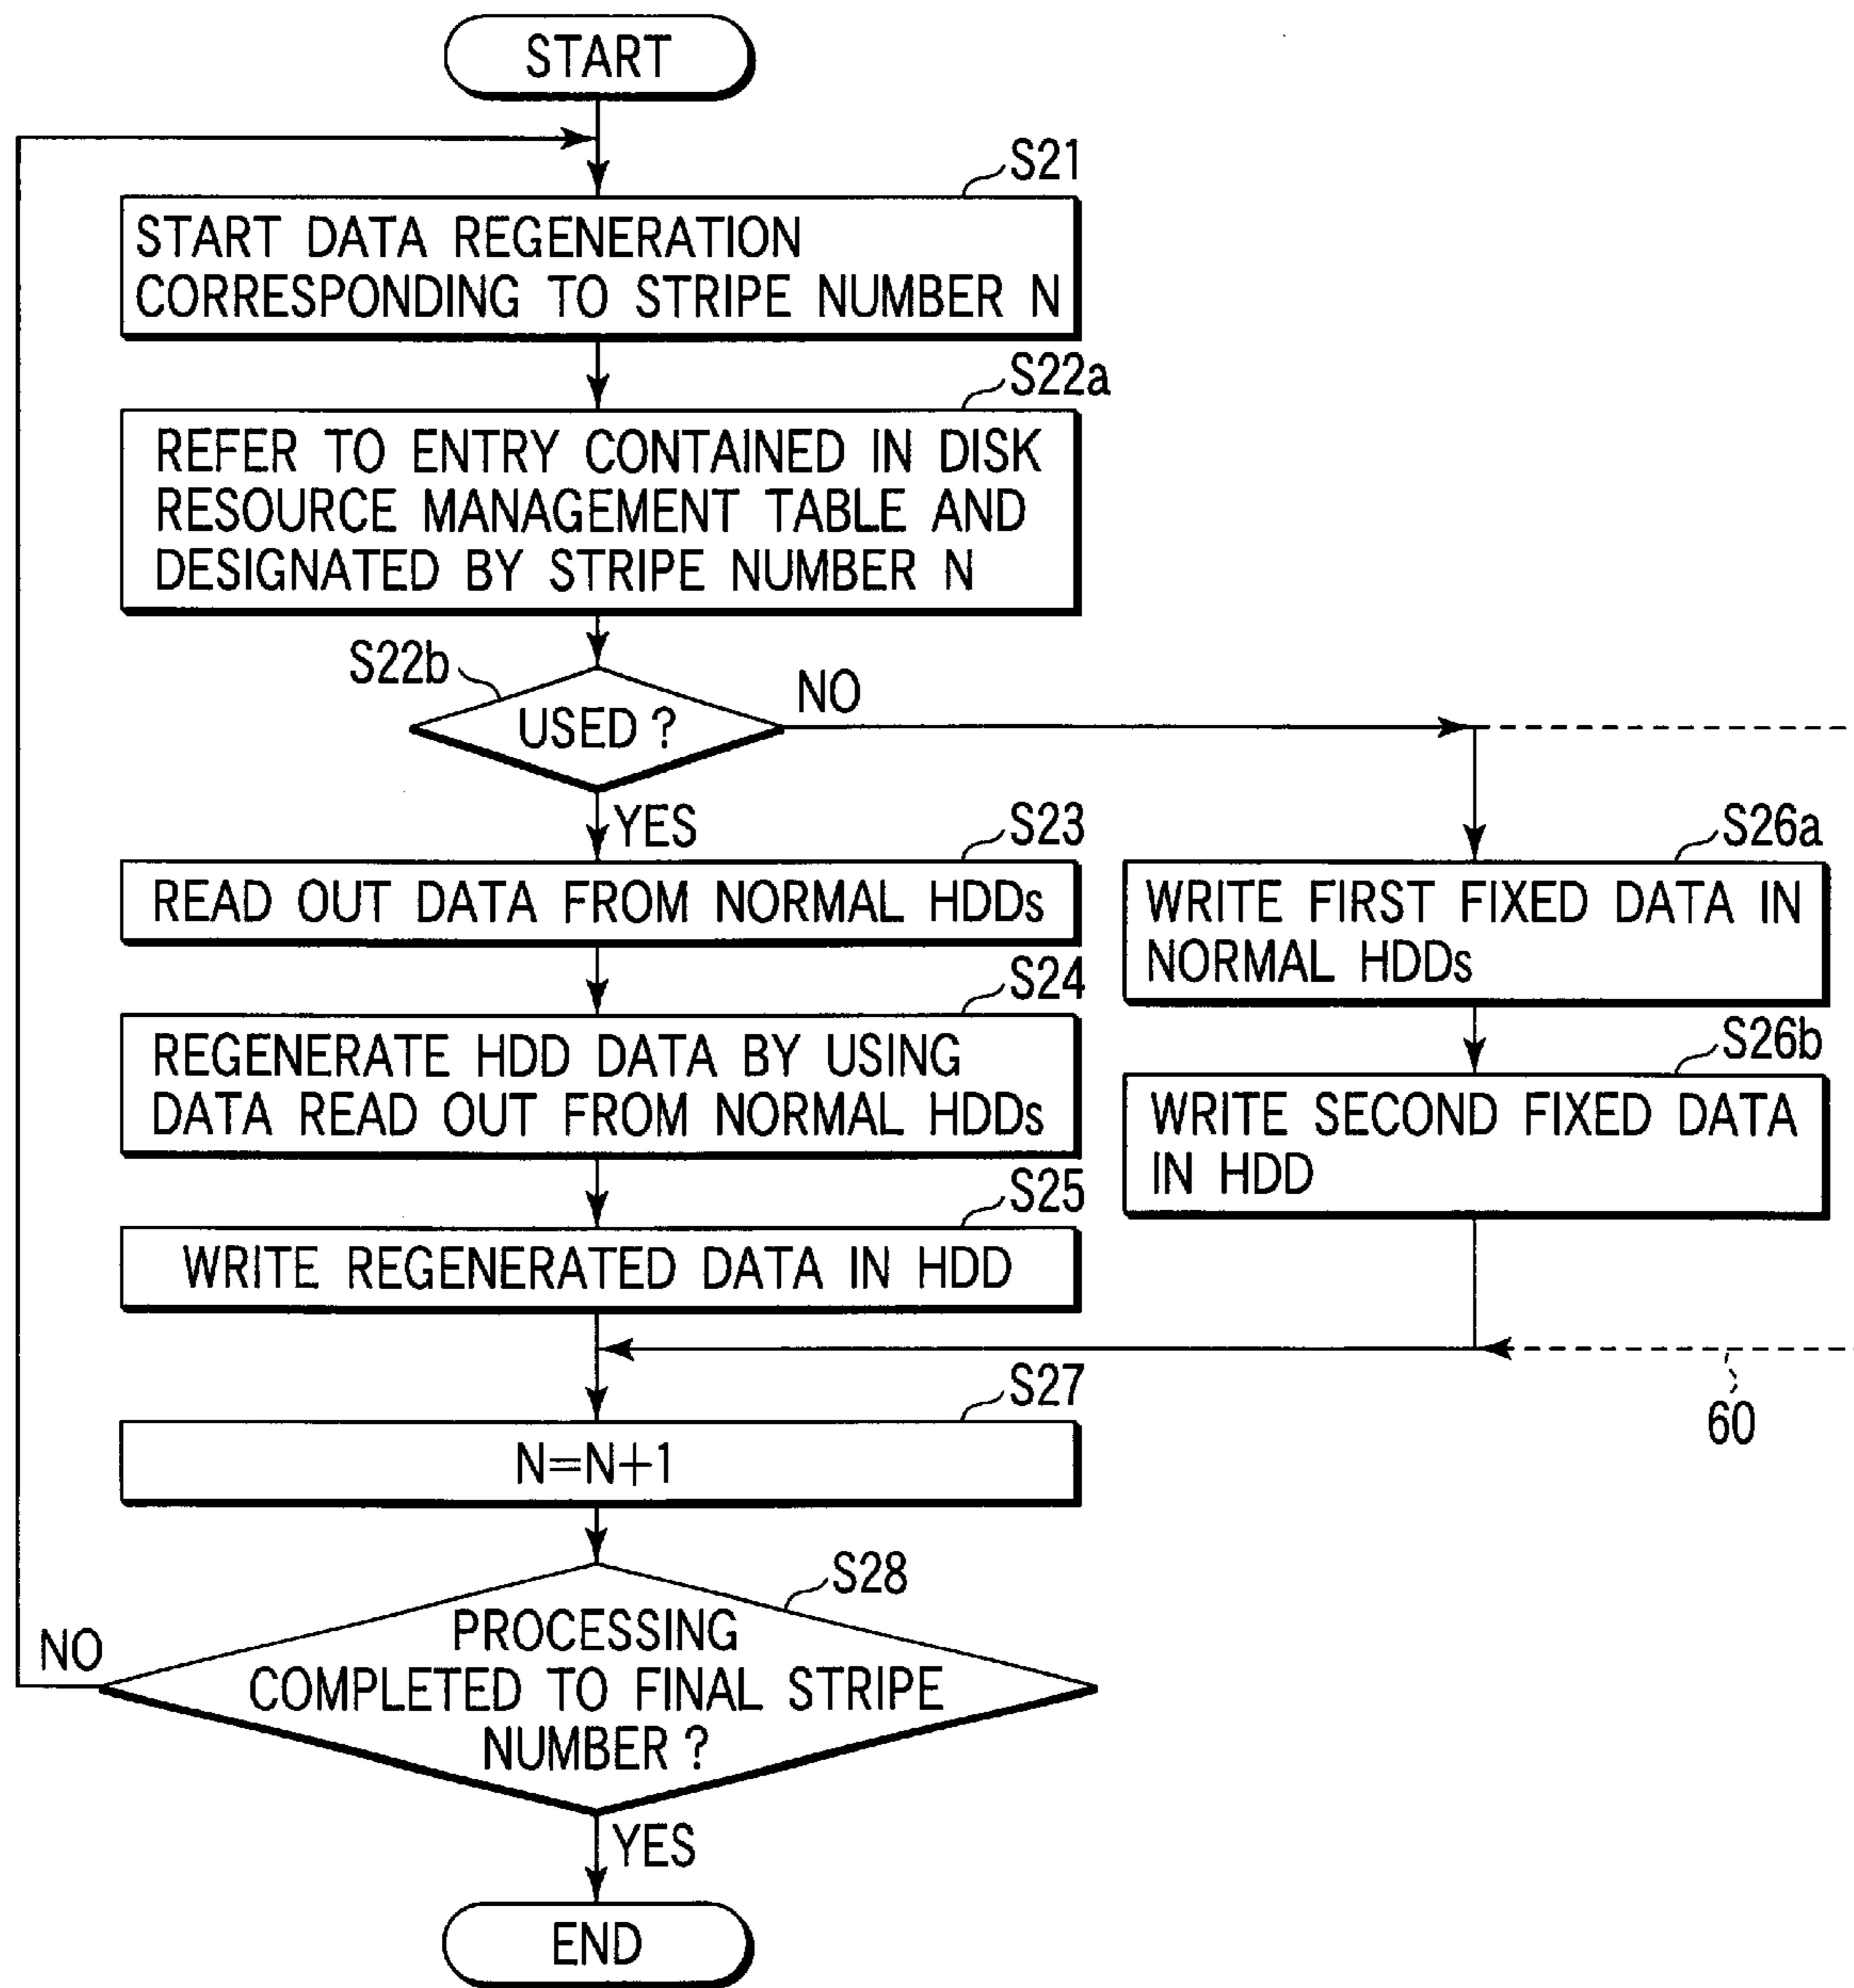 START
S21
START DATA REGENERATION
CORRESPONDING TO STRIPE NUMBER N
S22a
REFER TO ENTRY CONTAINED IN DISK
RESOURCE MANAGEMENT TABLE AND
DESIGNATED BY STRIPE NUMBER N
S22b
USED ?
NO
YES
S23
READ OUT DATA FROM NORMAL HDDs
S24
REGENERATE HDD DATA BY USING
DATA READ OUT FROM NORMAL HDDs
S25
WRITE REGENERATED DATA IN HDD
S26a
WRITE FIRST FIXED DATA IN
NORMAL HDDs
S26b
WRITE SECOND FIXED DATA
IN HDD
60
S27
N=N+1
S28
PROCESSING
COMPLETED TO FINAL STRIPE
NUMBER ?
NO
YES
END